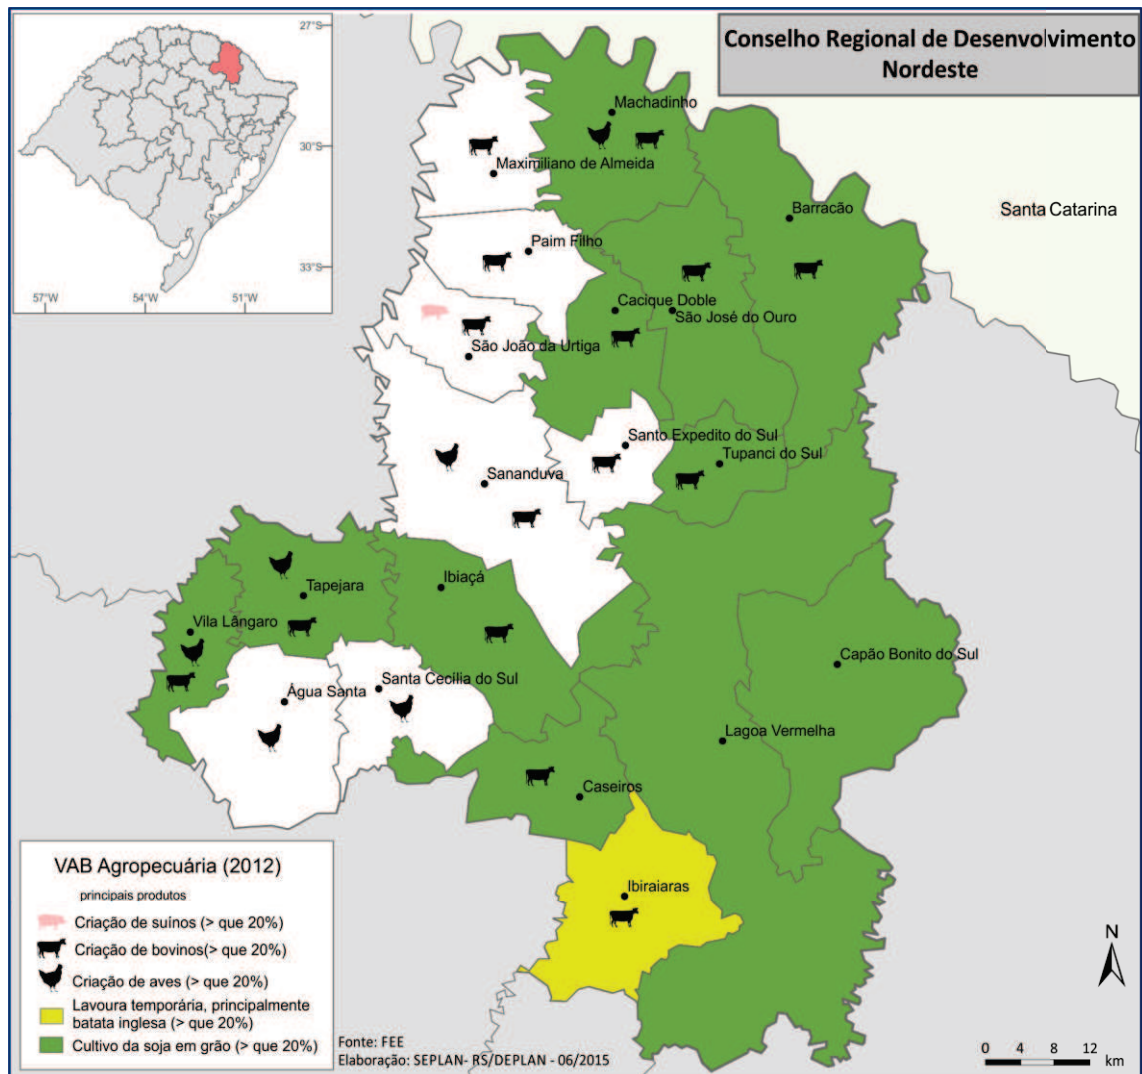 Conselho Regional de Desenvolvimento
Nordeste
27°S
30°S
33°S
57°W
54°W
51°W
Machadinho
Maximiliano de Almeida
Barracão
Santa Catarina
Paim Filho
Cacique Doble
São José do Ouro
São João da Urtiga
Santo Expedito do Sul
Tupanci do Sul
Sananduva
Ibiaçá
Tapejara
Vila Lângaro
Capão Bonito do Sul
Santa Cecília do Sul
Água Santa
Lagoa Vermelha
Caseiros
Ibiraiaras
VAB Agropecuária (2012)
principais produtos
Criação de suínos (> que 20%)
Criação de bovinos(> que 20%)
Criação de aves (> que 20%)
Lavoura temporária, principalmente
batata inglesa (> que 20%)
Cultivo da soja em grão (> que 20%)
Fonte: FEE
Elaboração: SEPLAN- RS/DEPLAN - 06/2015
N
0 4 8 12
km